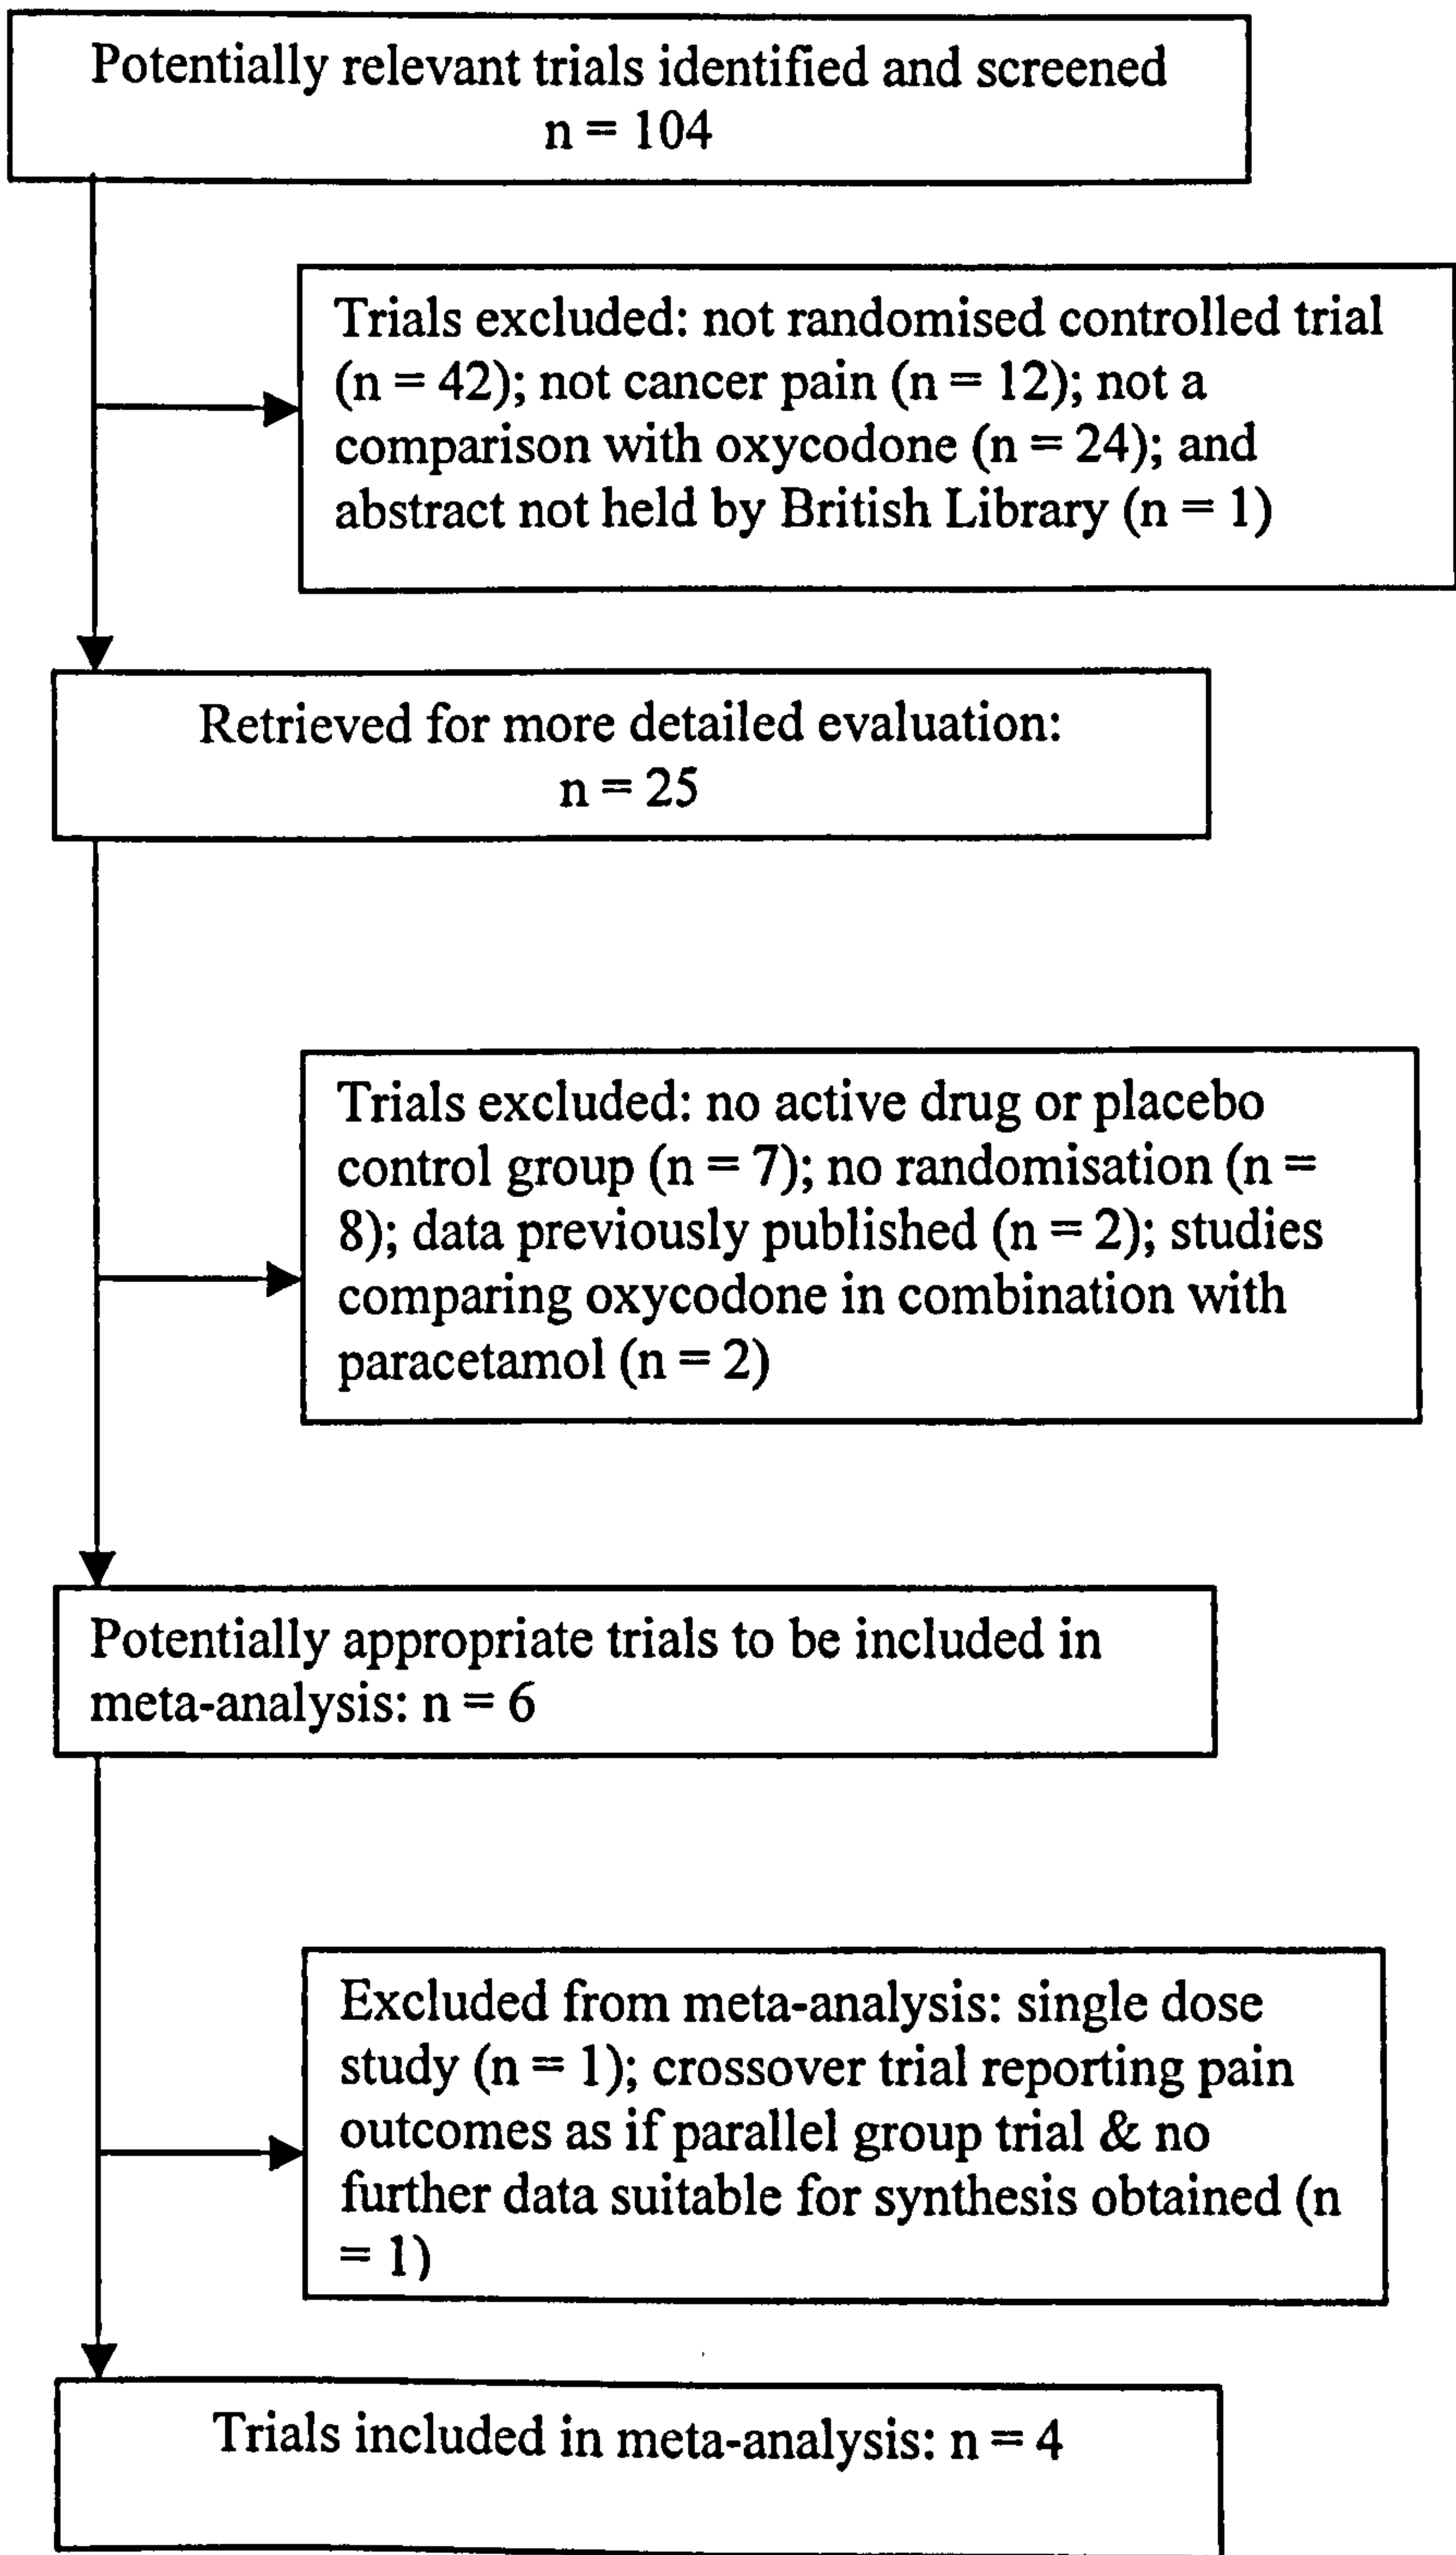 Potentially relevant trials identified and screened
n = 104
Trials excluded: not randomised controlled trial
(n = 42); not cancer pain (n = 12); not a
comparison with oxycodone (n = 24); and
abstract not held by British Library (n = 1)
Retrieved for more detailed evaluation:
n = 25
Trials excluded: no active drug or placebo
control group (n = 7); no randomisation (n =
8); data previously published (n = 2); studies
comparing oxycodone in combination with
paracetamol (n = 2)
Potentially appropriate trials to be included in
meta-analysis: n = 6
Excluded from meta-analysis: single dose
study (n = 1); crossover trial reporting pain
outcomes as if parallel group trial & no
further data suitable for synthesis obtained (n
= 1)
Trials included in meta-analysis: n = 4